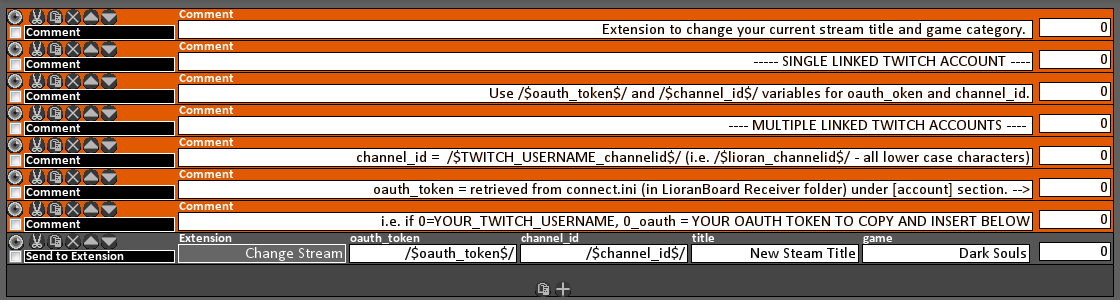 Comment
Comment Extension to change your current stream title and game category. 0
Comment
Comment ----- SINGLE LINKED TWITCH ACCOUNT ---- 0
Comment
Comment Use /$oauth_token$/ and /$channel_id$/ variables for oauth_oken and channel_id. 0
Comment
Comment ---- MULTIPLE LINKED TWITCH ACCOUNTS ---- 0
Comment
Comment channel_id = /$TWITCH_USERNAME_channelid$/ (i.e. /$lioran_channelid$/ - all lower case characters) 0
Comment
Comment oauth_token = retrieved from connect.ini (in LioranBoard Receiver folder) under [account] section. --> 0
Comment
Comment i.e. if 0=YOUR_TWITCH_USERNAME, 0_oauth = YOUR OAUTH TOKEN TO COPY AND INSERT BELOW 0
Extension oauth_token channel_id title game
Send to Extension Change Stream /$oauth_token$/ /$channel_id$/ New Steam Title Dark Souls 0